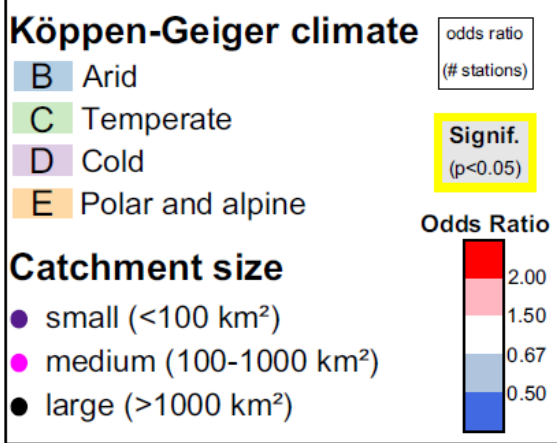 Köppen-Geiger climate
B Arid
C Temperate
D Cold
E Polar and alpine
Catchment size
small (<100 km²)
medium (100-1000 km²)
large (>1000 km²)
odds ratio
(# stations)
Signif.
(p<0.05)
Odds Ratio
2.00
1.50
0.67
0.50